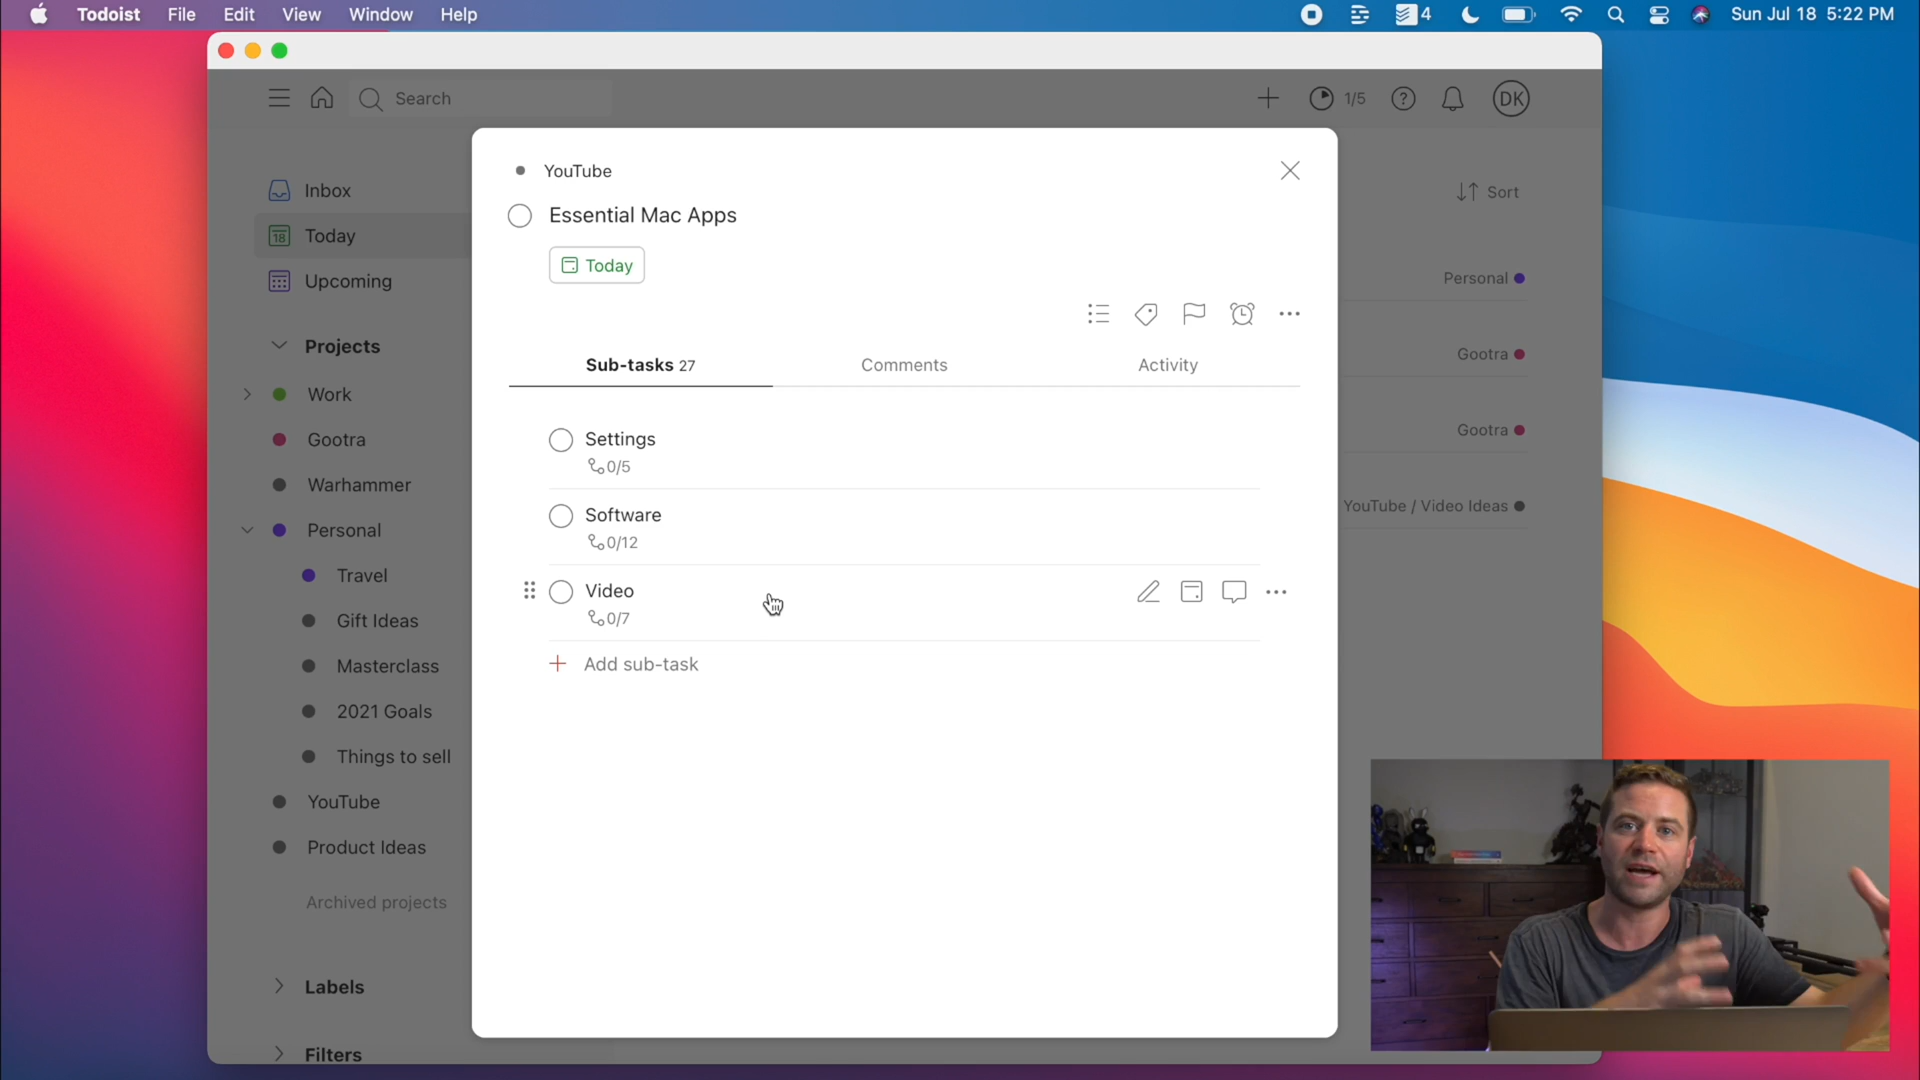 Todoist File Edit View Window Help 4 Sun Jul 18 5:22 PM
Search 1/5 DK
Inbox
18 Today
Upcoming
Projects
Work
Gootra
Warhammer
Personal
Travel
Gift Ideas
Masterclass
2021 Goals
Things to sell
YouTube
Product Ideas
Archived projects
Labels
Filters
YouTube
Essential Mac Apps
Today
Sub-tasks 27 Comments Activity
Settings
0/5
Software
0/12
Video
0/7
+ Add sub-task
Sort
Personal
Gootra
Gootra
YouTube / Video Ideas